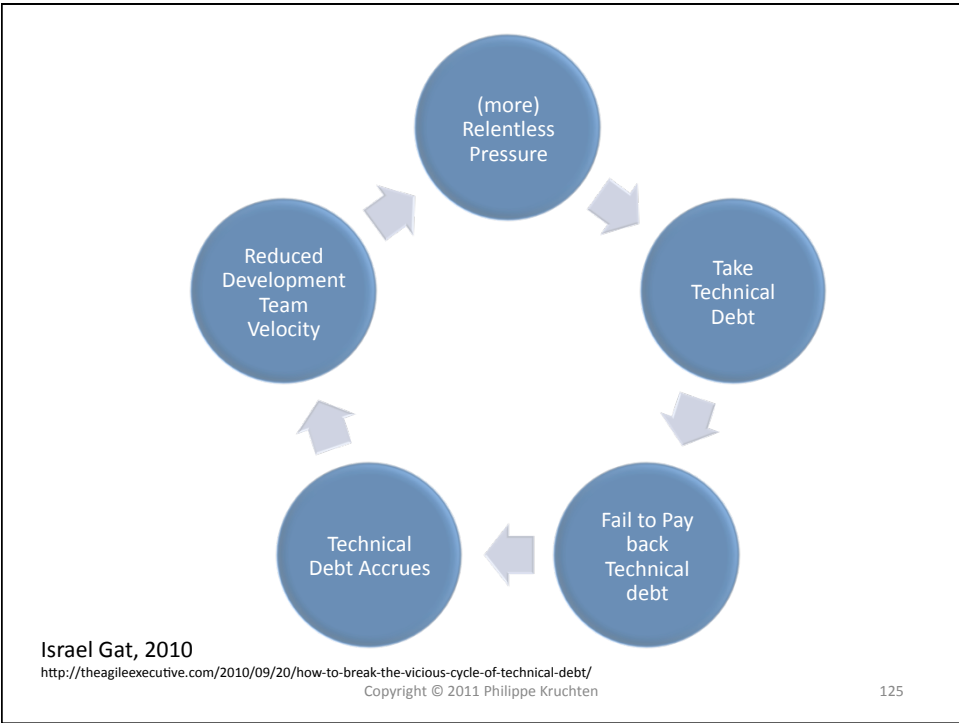 (more)
Relentless
Pressure
Take
Technical
Debt
Fail to Pay
back
Technical
debt
Technical
Debt Accrues
Reduced
Development
Team
Velocity
Israel Gat, 2010
http://theagileexecutive.com/2010/09/20/how-to-break-the-vicious-cycle-of-technical-debt/
Copyright © 2011 Philippe Kruchten
125